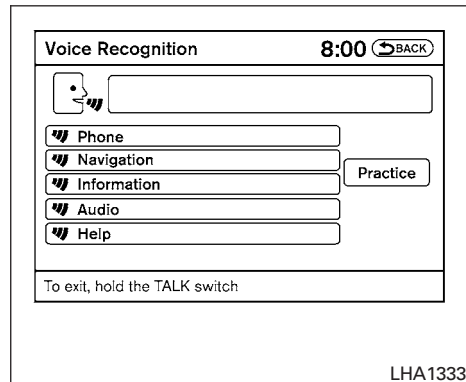 Voice Recognition 8:00 BACK
Phone
Navigation
Information
Practice
Audio
Help
To exit, hold the TALK switch
LHA1333